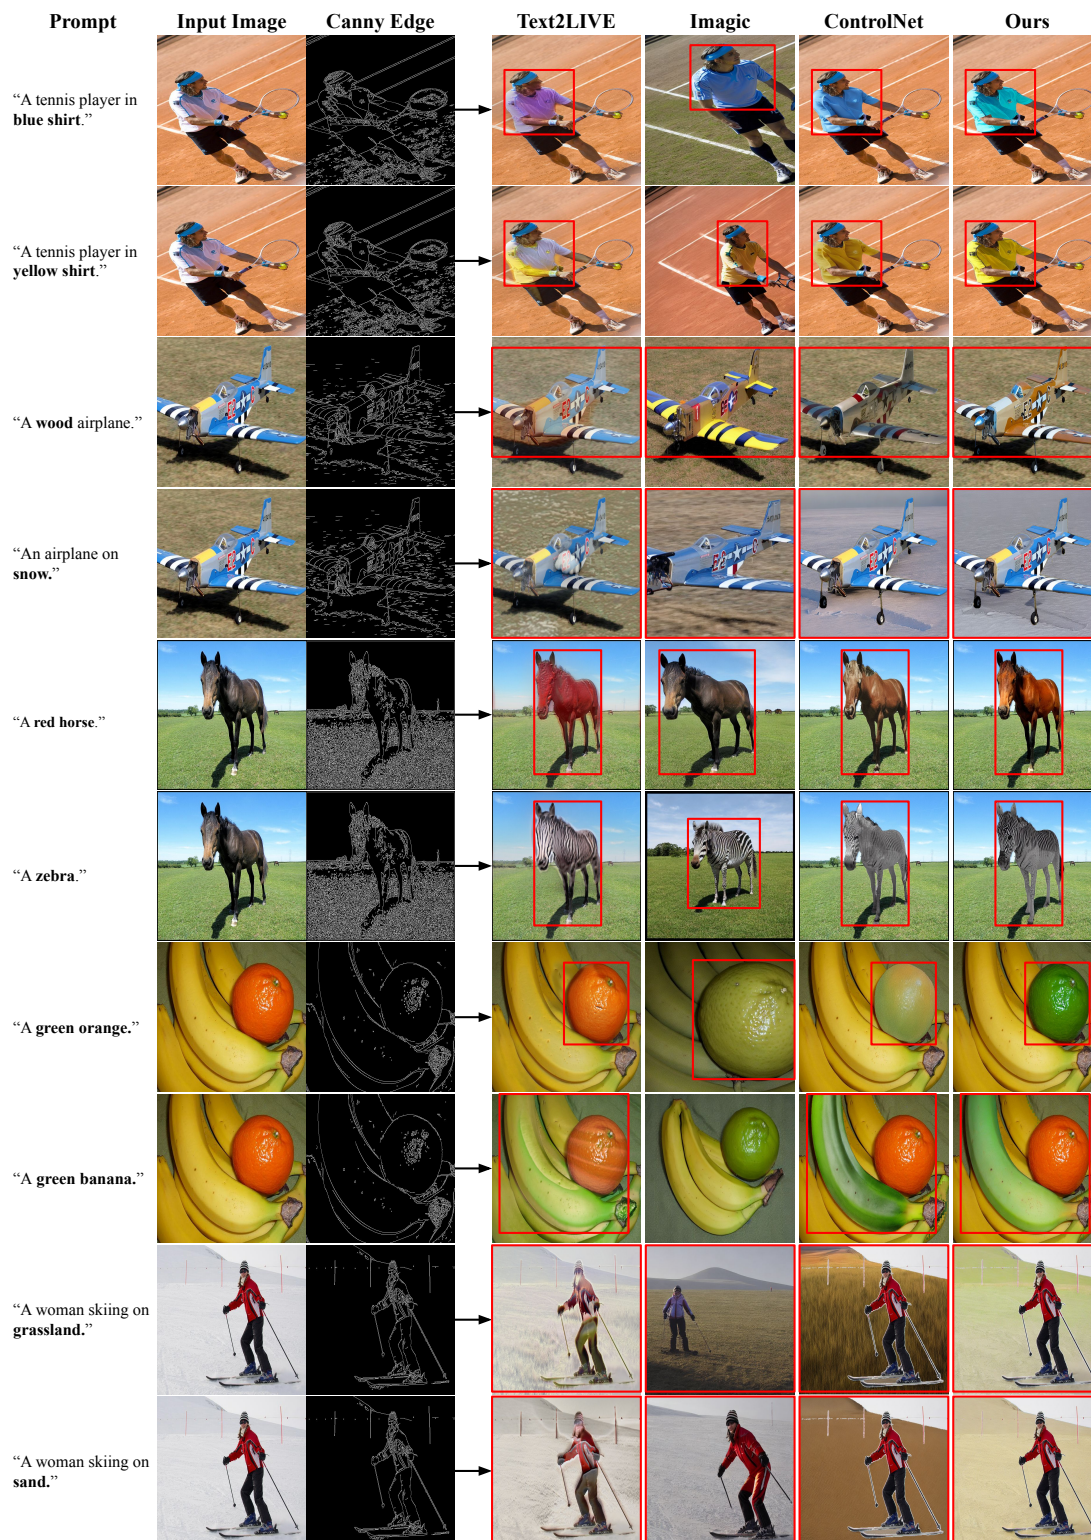 Prompt Input Image Canny Edge Text2LIVE Imagic ControlNet Ours
“A tennis player in
blue shirt.”
“A tennis player in
yellow shirt.”
“A wood airplane.”
“An airplane on
snow.”
“A red horse.”
“A zebra.”
“A green orange.”
“A green banana.”
“A woman skiing on
grassland.”
“A woman skiing on
sand.”